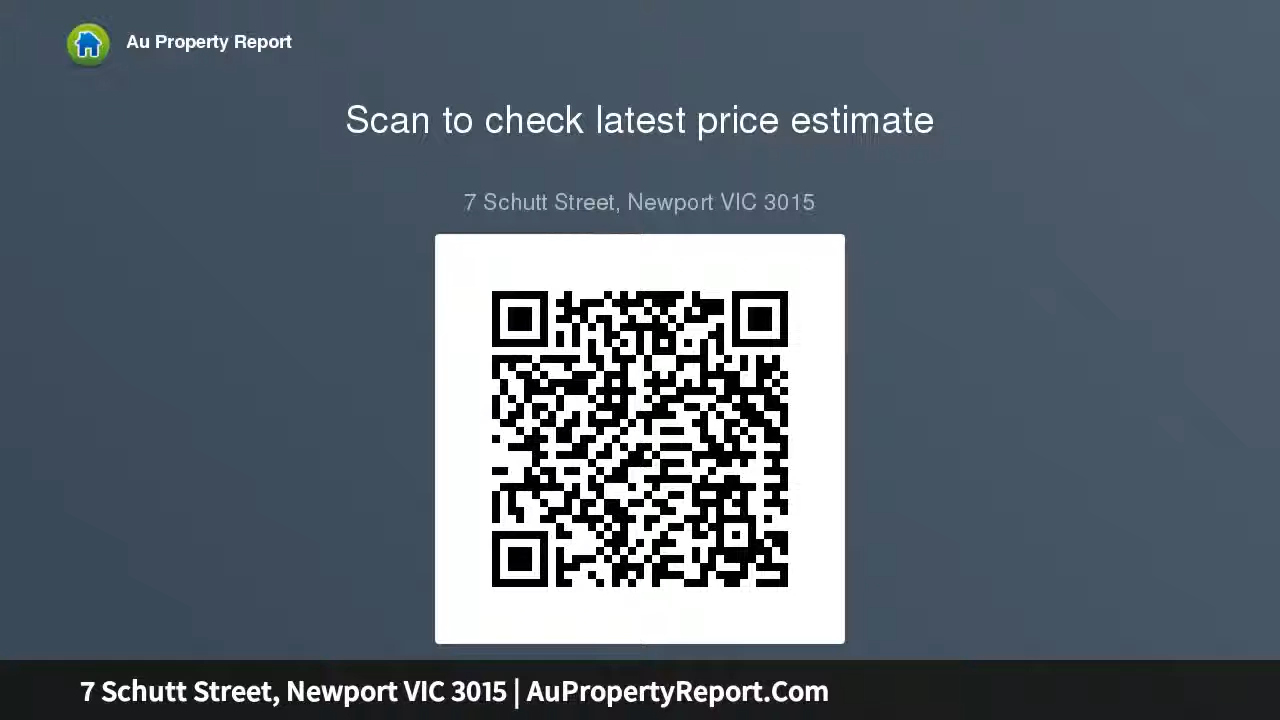 Au Property Report
Scan to check latest price estimate
7 Schutt Street, Newport VIC 3015
7 Schutt Street, Newport VIC 3015 | AuPropertyReport.Com